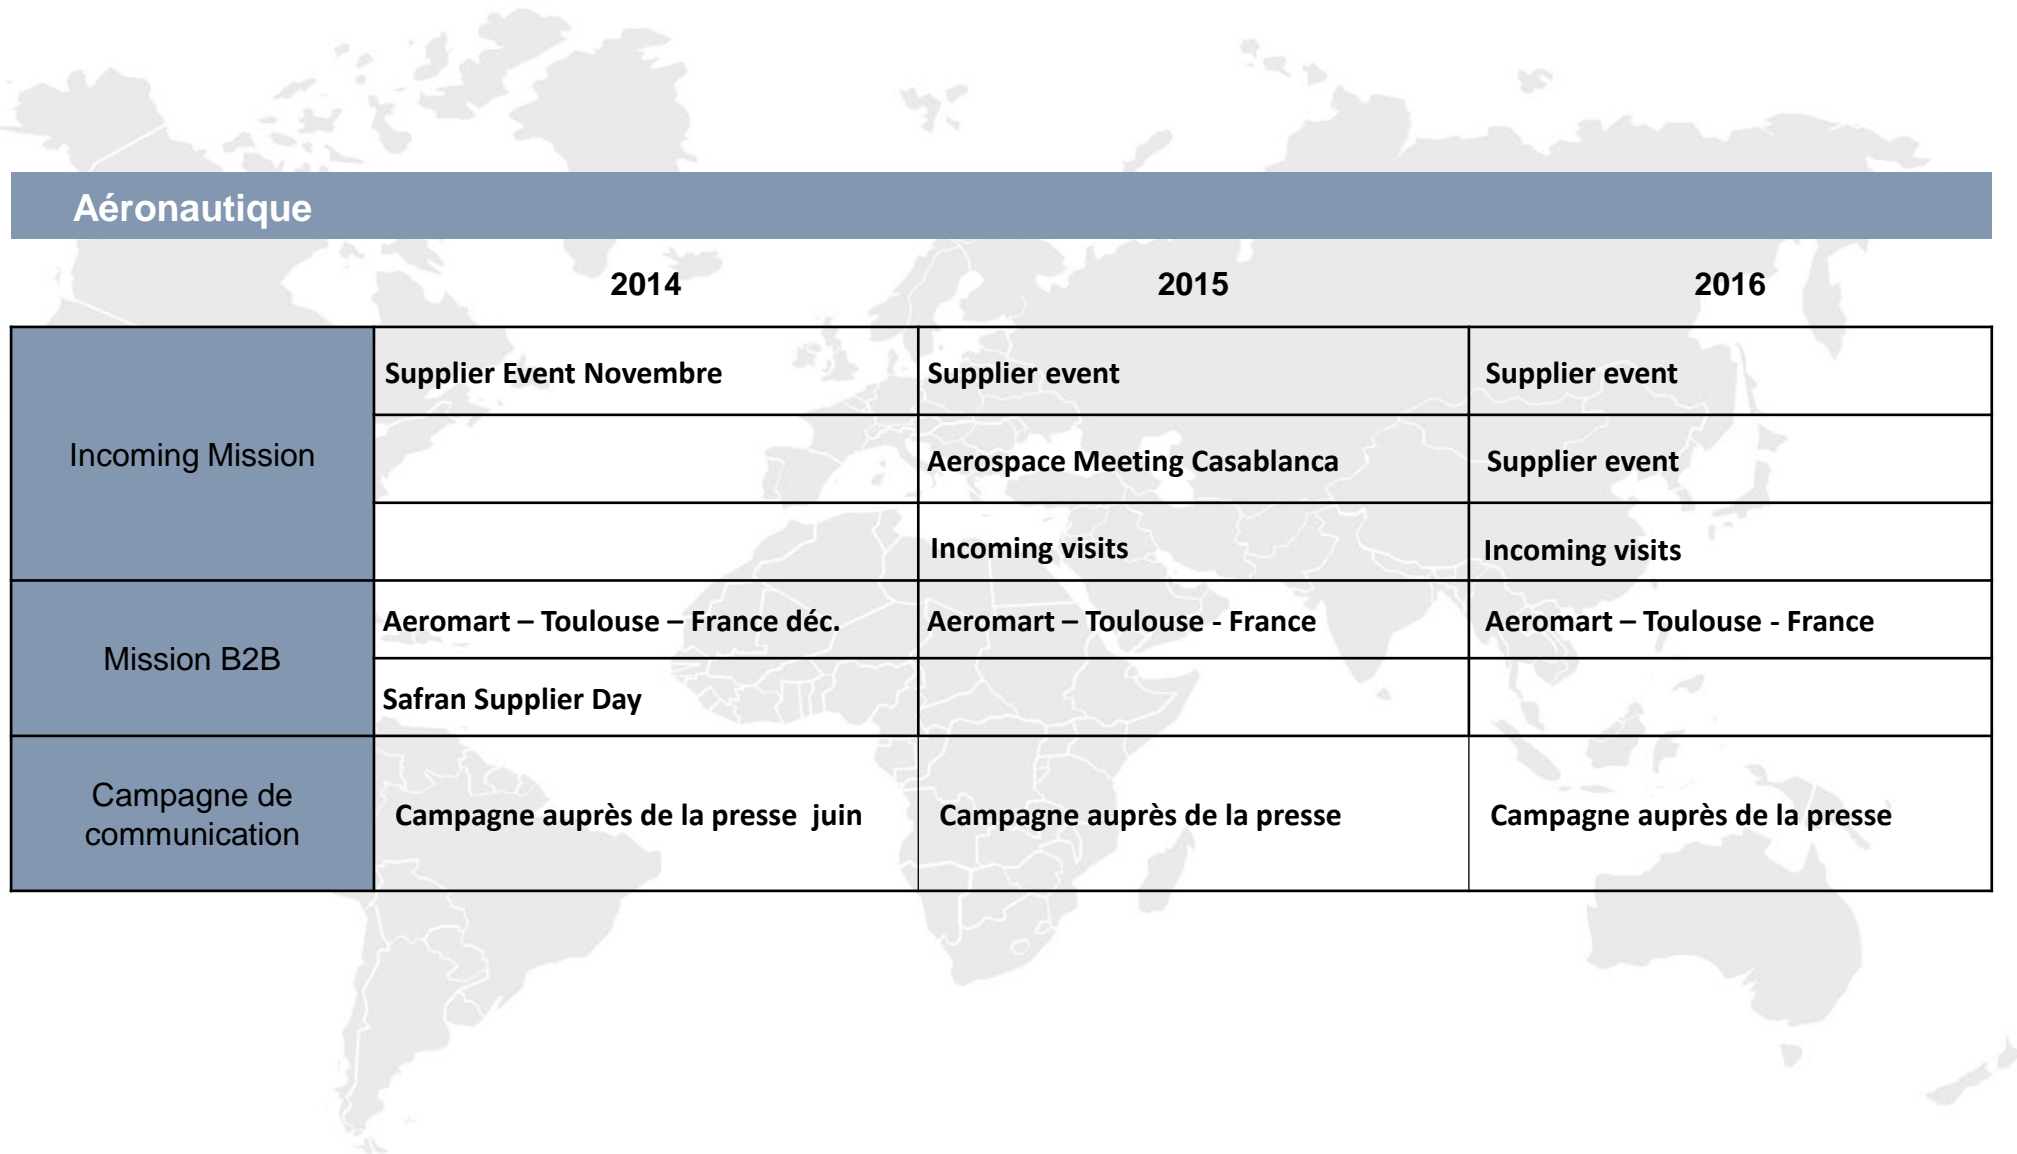 Aéronautique
2014 2015 2016
Supplier Event Novembre Supplier event Supplier event
Incoming Mission Aerospace Meeting Casablanca Supplier event
Incoming visits Incoming visits
Aeromart – Toulouse – France déc. Aeromart – Toulouse - France Aeromart – Toulouse - France
Mission B2B
Safran Supplier Day
Campagne de
communication
Campagne auprès de la presse juin Campagne auprès de la presse Campagne auprès de la presse